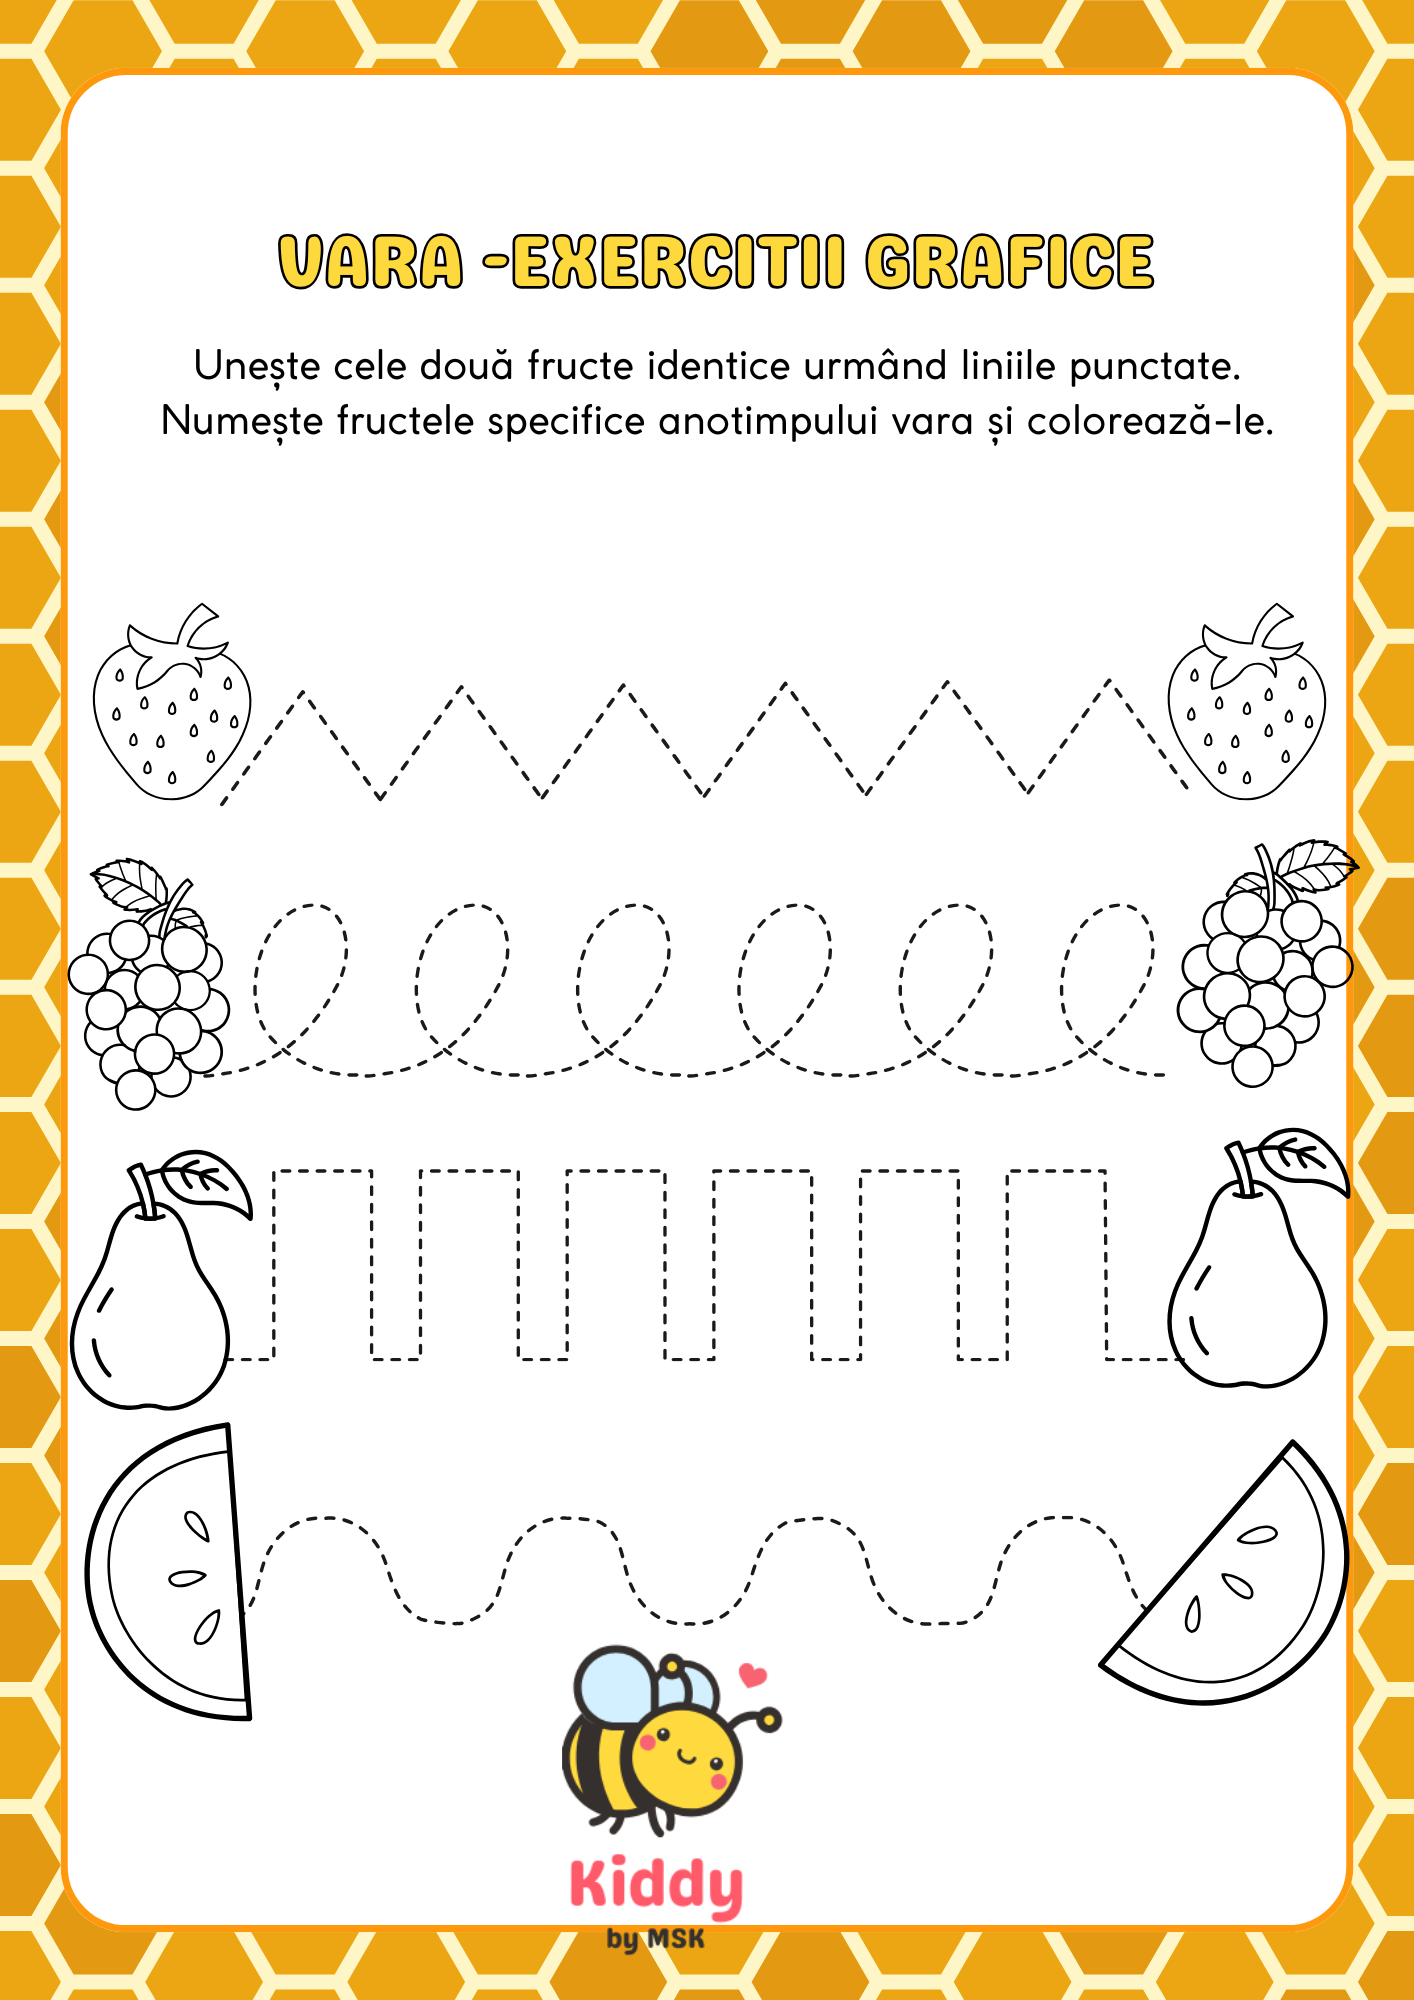 VARA -EXERCITII GRAFICE
Unește cele două fructe identice urmând liniile punctate.
Numește fructele specifice anotimpului vara și colorează-le.
Kiddy
by MSK